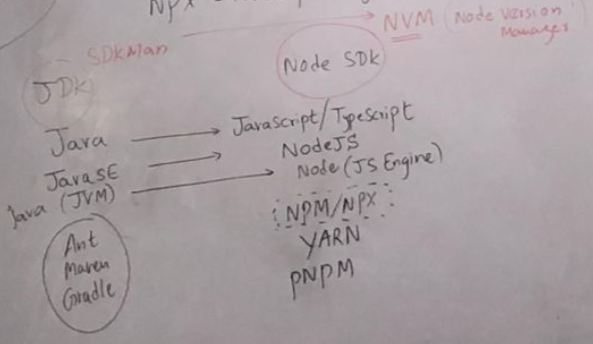 NPX
SDKMan → NVM (Node Version Manager)
JDK Node SDK
Java → Javascript/Typescript
JavaSE → NodeJS
Java (JVM) → Node (JS Engine)
NPM/NPX
Ant YARN
Maven PNPM
Gradle